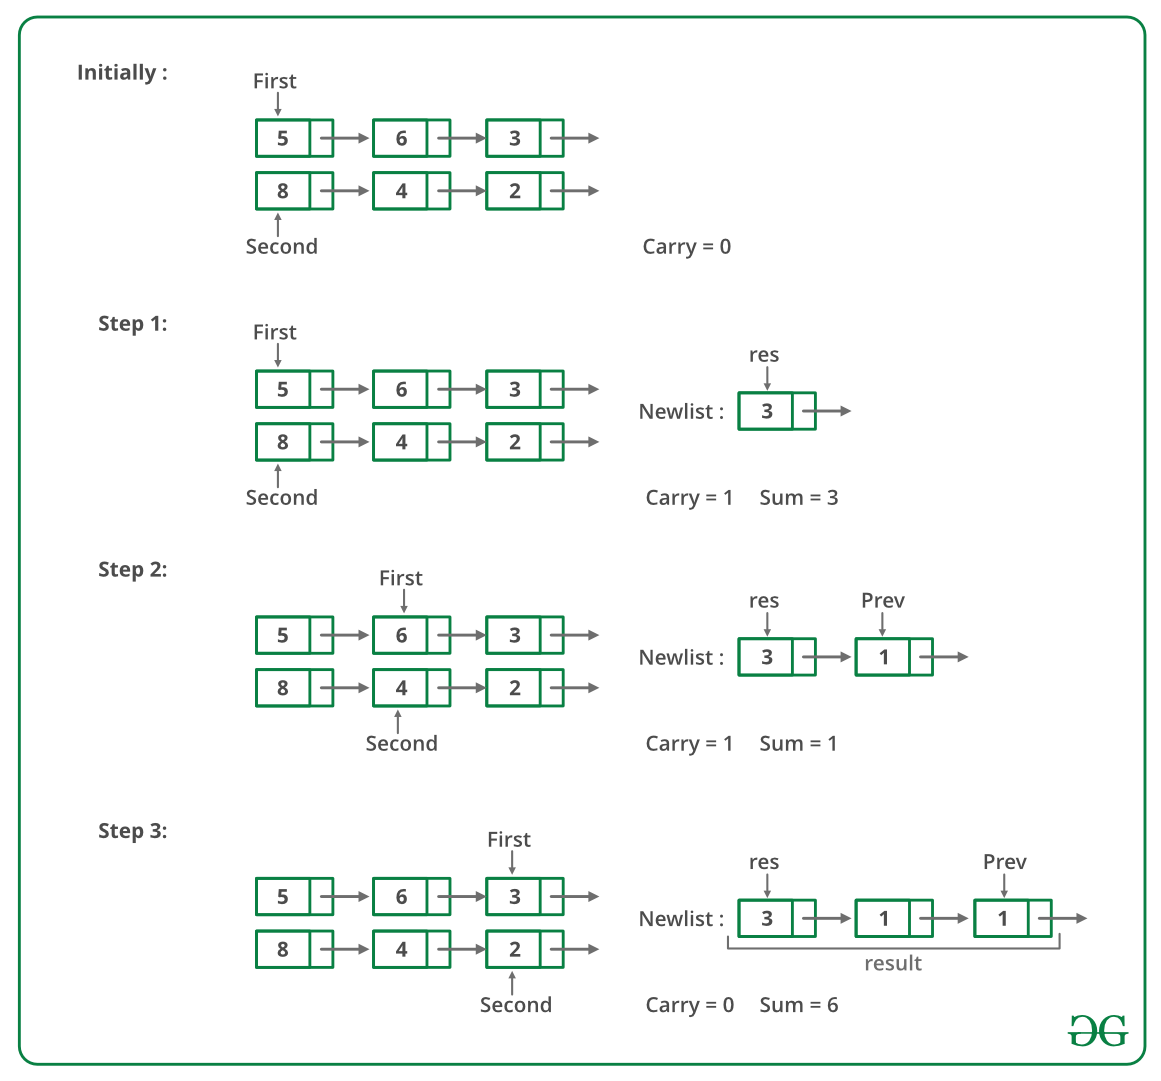 Initially :
First
5 6 3
8 4 2
Second
Carry = 0
Step 1:
First
5 6 3
8 4 2
Second
res
Newlist : 3
Carry = 1 Sum = 3
Step 2:
First
5 6 3
8 4 2
Second
res Prev
Newlist : 3 1
Carry = 1 Sum = 1
Step 3:
First
5 6 3
8 4 2
Second
res Prev
Newlist : 3 1 1
result
Carry = 0 Sum = 6
GG